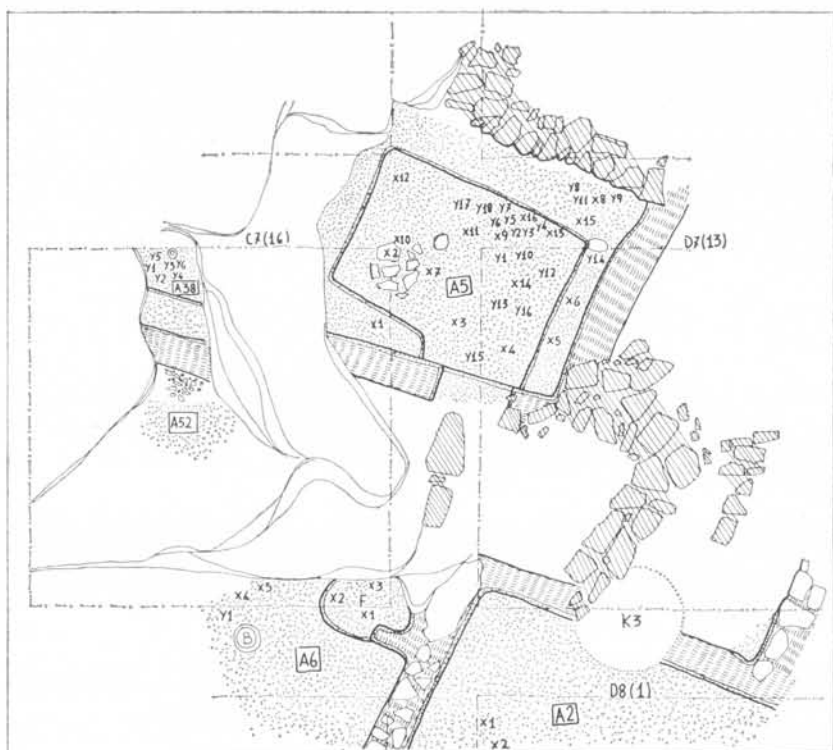 X12
Y17 Y18 Y7
Y8
Y11 X8 Y9
X11 Y6 Y5 X16
X9 Y2 Y3 Y4 X15
X15
C7(16)
D7(13)
X10
X2
X7
A5
Y1 Y10
Y12
X14
Y14
X6
Y13 Y16
X1
X3
X5
Y15
X4
Y5
Y1 Y3 Y6
Y2 Y4
A58
A52
X4
X5
Y1
B
A6
X2
X3
F
X1
K3
D8(1)
A2
X1
X2